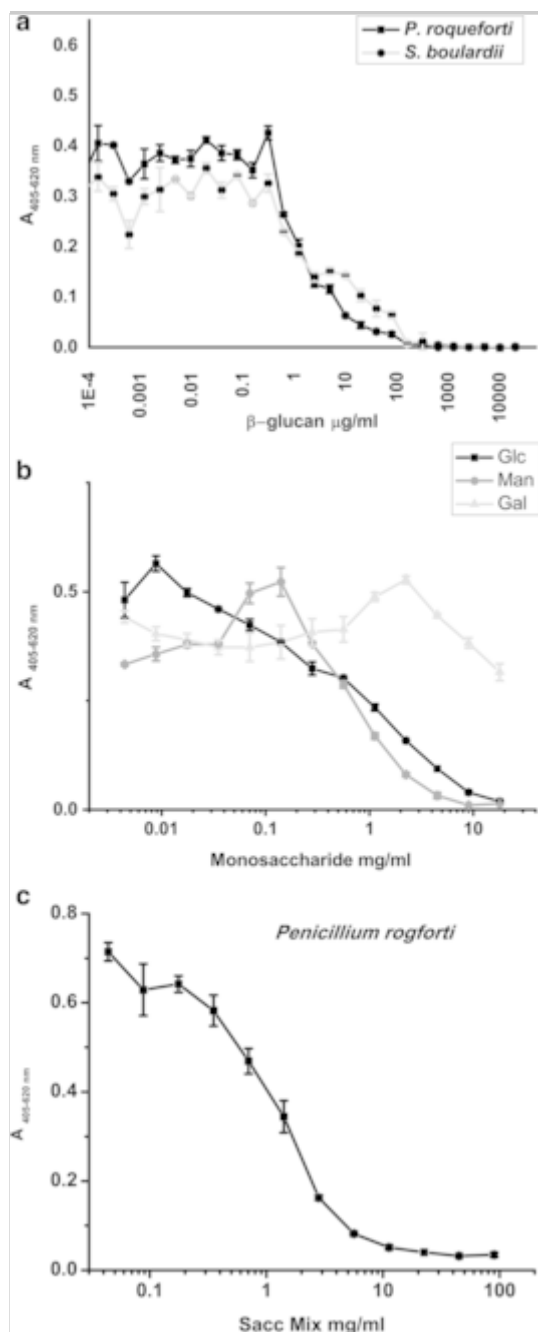 a
P. roqueforti
S. boulardii
0.6
0.5
0.4
0.3
0.2
0.1
0.0
A 405-620 nm
1E-4
0.001
0.01
0.1
1
10
100
1000
10000
β-glucan μg/ml
b
Glc
Man
Gal
0.5
0.0
A 405-620 nm
0.01
0.1
1
10
Monosaccharide mg/ml
c
Penicillium rogforti
0.8
0.6
0.4
0.2
0.0
A 405-620 nm
0.1
1
10
100
Sacc Mix mg/ml